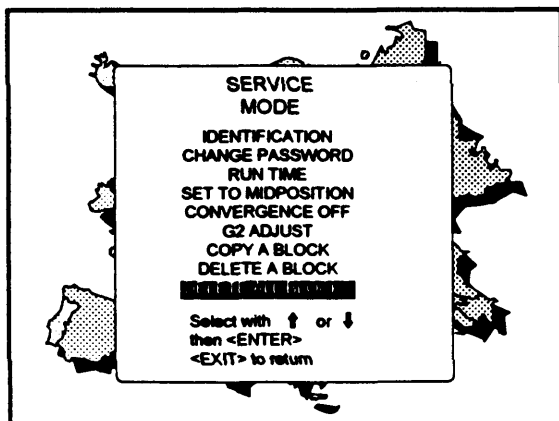 SERVICE
MODE
IDENTIFICATION
CHANGE PASSWORD
RUN TIME
SET TO MIDPOSITION
CONVERGENCE OFF
G2 ADJUST
COPY A BLOCK
DELETE A BLOCK
Select with ↑ or ↓
then <ENTER>
<EXIT> to return